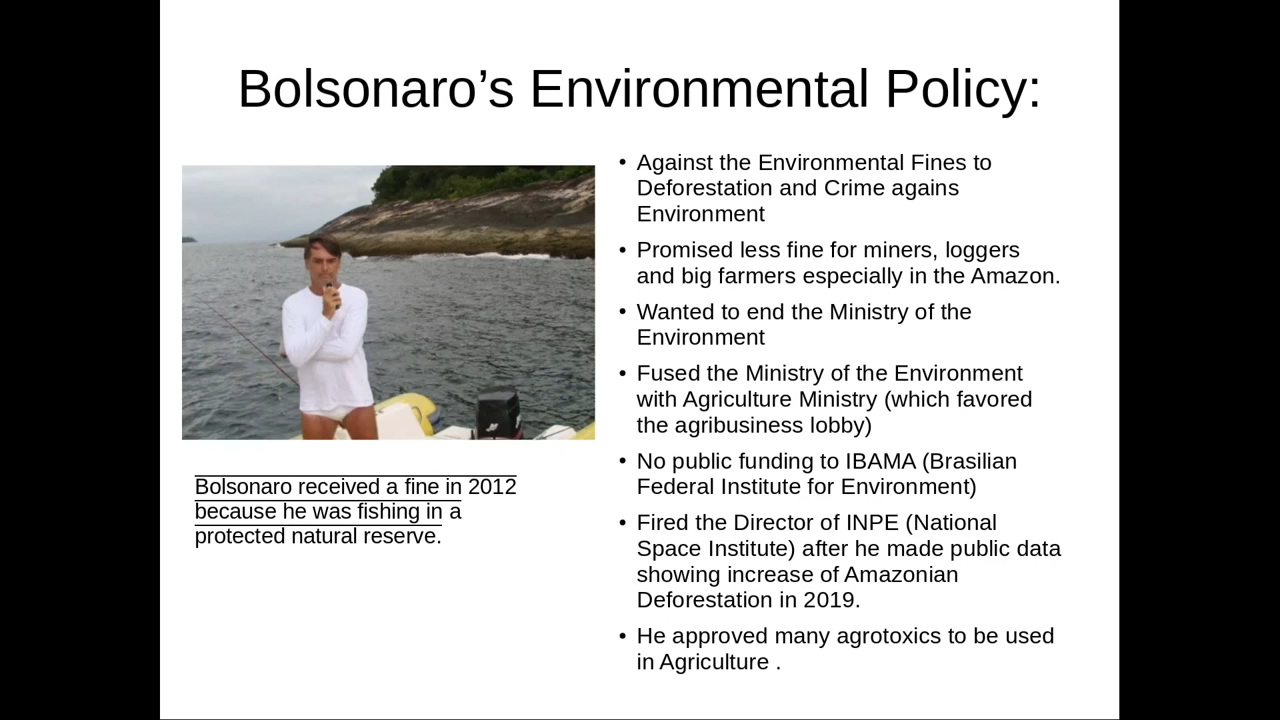 Bolsonaro’s Environmental Policy:
Bolsonaro received a fine in 2012
because he was fishing in a
protected natural reserve.
• Against the Environmental Fines to
Deforestation and Crime agains
Environment
• Promised less fine for miners, loggers
and big farmers especially in the Amazon.
• Wanted to end the Ministry of the
Environment
• Fused the Ministry of the Environment
with Agriculture Ministry (which favored
the agribusiness lobby)
• No public funding to IBAMA (Brasilian
Federal Institute for Environment)
• Fired the Director of INPE (National
Space Institute) after he made public data
showing increase of Amazonian
Deforestation in 2019.
• He approved many agrotoxics to be used
in Agriculture .